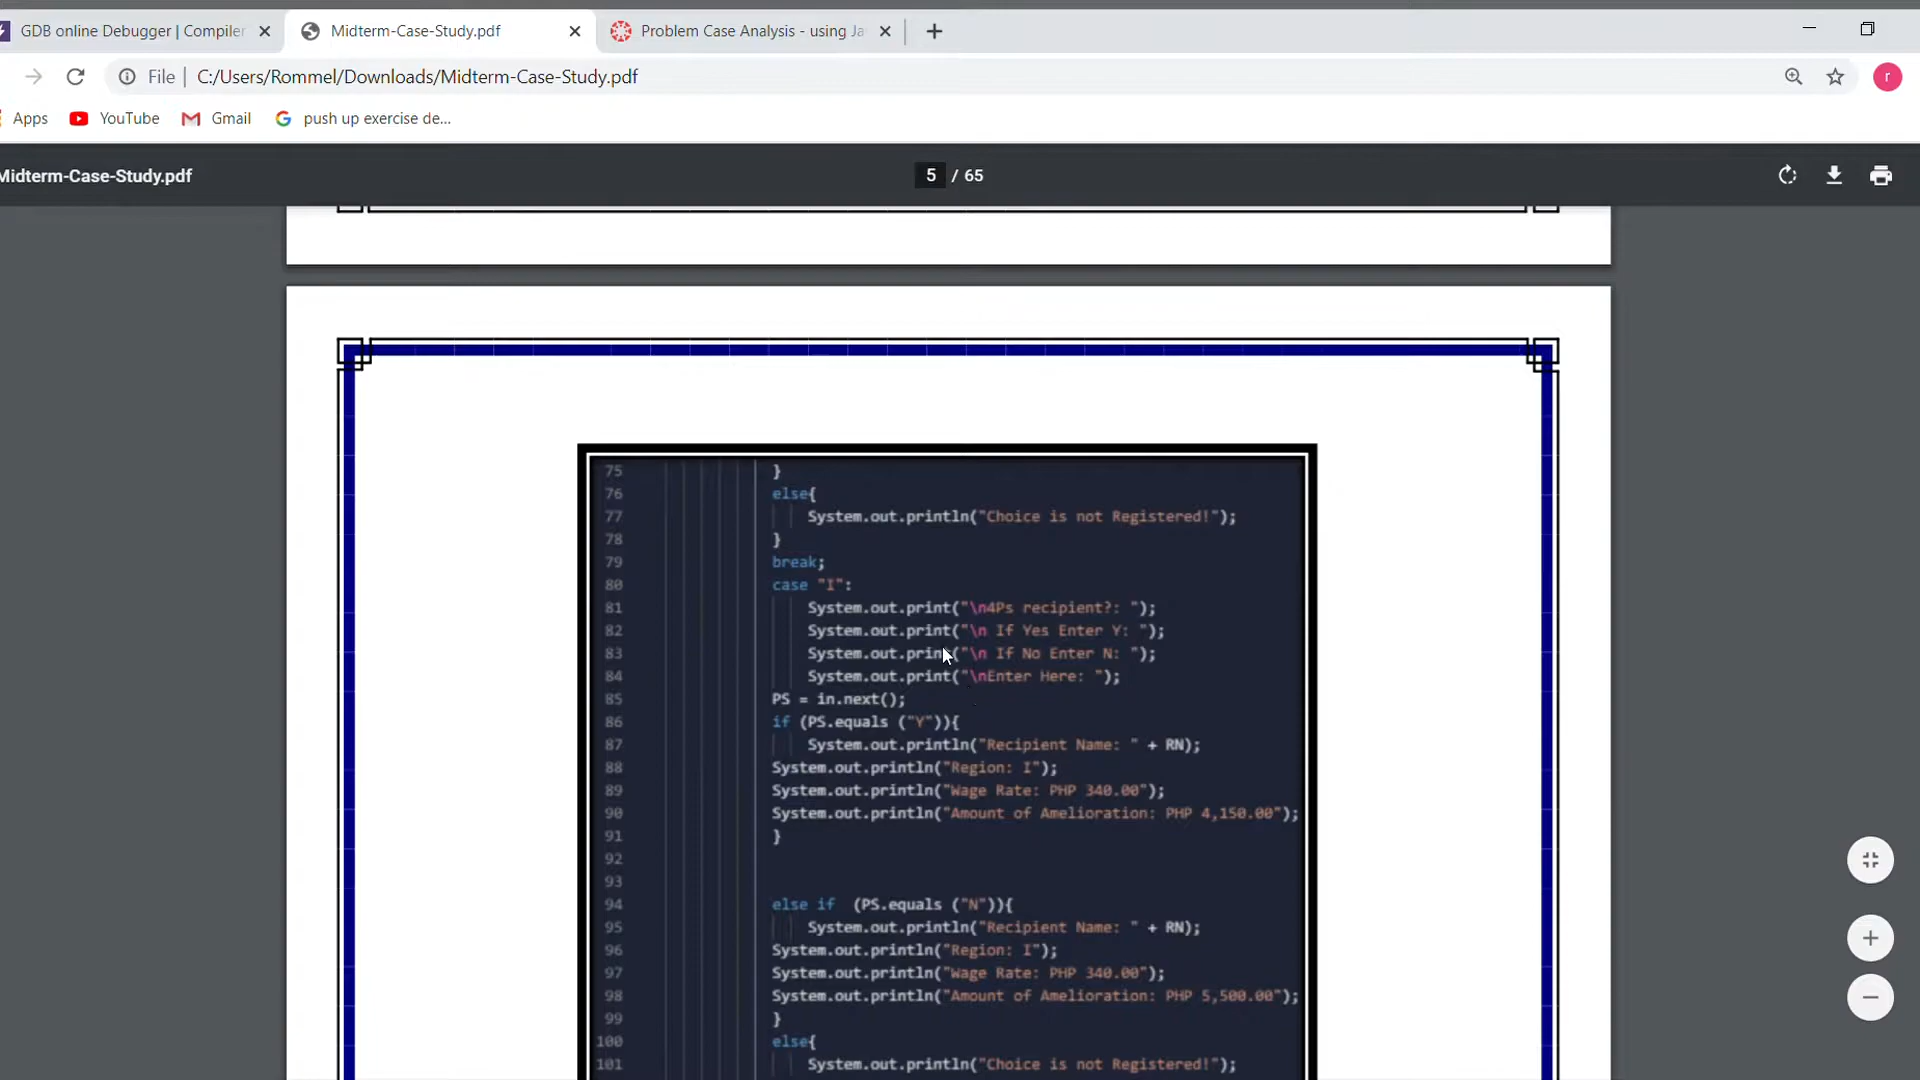 GDB online Debugger | Compiler
Midterm-Case-Study.pdf
Problem Case Analysis - using Ja
File | C:/Users/Rommel/Downloads/Midterm-Case-Study.pdf
r
Apps
YouTube
Gmail
push up exercise de...
Midterm-Case-Study.pdf
5 / 65
75 }
76 else{
77 System.out.println("Choice is not Registered!");
78 }
79 break;
80 case "I":
81 System.out.print("\n4Ps recipient?: ");
82 System.out.print("\n If Yes Enter Y: ");
83 System.out.print("\n If No Enter N: ");
84 System.out.print("\nEnter Here: ");
85 PS = in.next();
86 if (PS.equals ("Y")){
87 System.out.println("Recipient Name: " + RN);
88 System.out.println("Region: I");
89 System.out.println("Wage Rate: PHP 340.00");
90 System.out.println("Amount of Amelioration: PHP 4,150.00");
91 }
92
93
94 else if (PS.equals ("N")){
95 System.out.println("Recipient Name: " + RN);
96 System.out.println("Region: I");
97 System.out.println("Wage Rate: PHP 340.00");
98 System.out.println("Amount of Amelioration: PHP 5,500.00");
99 }
100 else{
101 System.out.println("Choice is not Registered!");